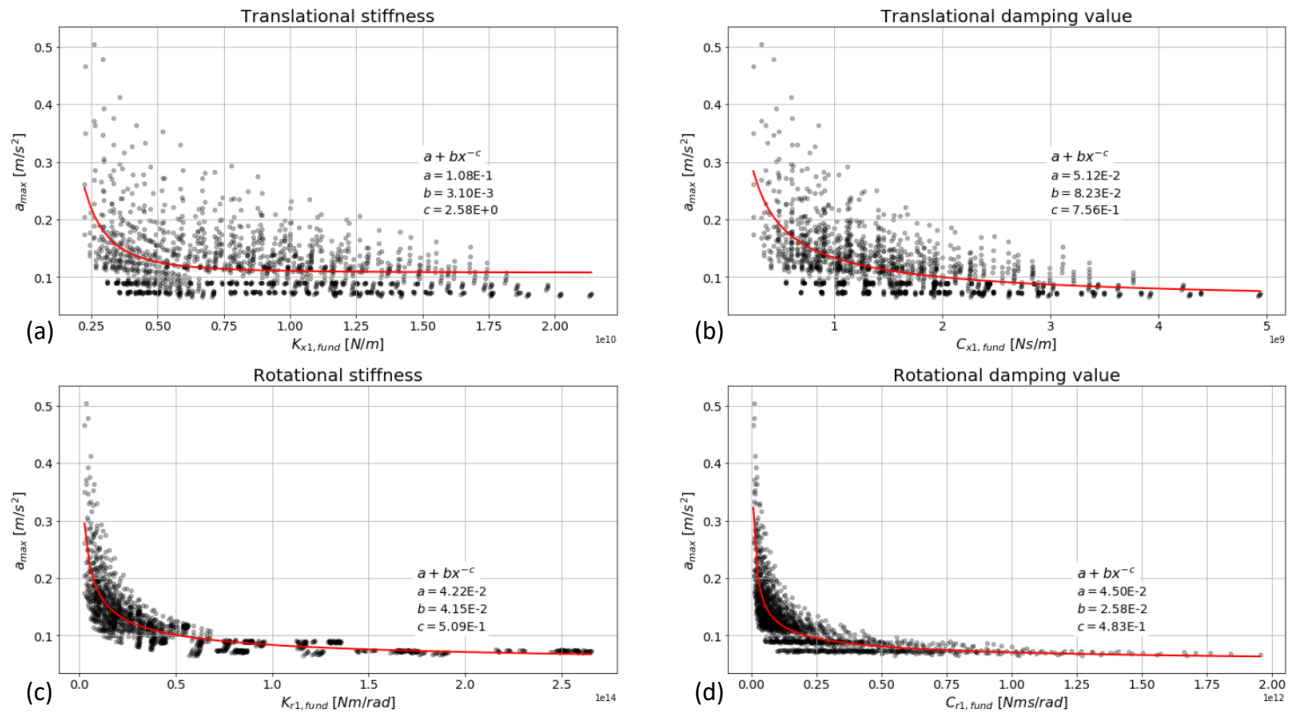 Translational stiffness
0.5
0.4
0.3
0.2
0.1
a_max [m/s²]
a + bx^−c
a = 1.08E-1
b = 3.10E-3
c = 2.58E+0
0.25 0.50 0.75 1.00 1.25 1.50 1.75 2.00
1e10
K_x1,fund [N/m]
(a)
Translational damping value
0.5
0.4
0.3
0.2
0.1
a_max [m/s²]
a + bx^−c
a = 5.12E-2
b = 8.23E-2
c = 7.56E-1
1 2 3 4 5
1e9
C_x1,fund [Ns/m]
(b)
Rotational stiffness
0.5
0.4
0.3
0.2
0.1
a_max [m/s²]
a + bx^−c
a = 4.22E-2
b = 4.15E-2
c = 5.09E-1
0.0 0.5 1.0 1.5 2.0 2.5
1e14
K_r1,fund [Nm/rad]
(c)
Rotational damping value
0.5
0.4
0.3
0.2
0.1
a_max [m/s²]
a + bx^−c
a = 4.50E-2
b = 2.58E-2
c = 4.83E-1
0.00 0.25 0.50 0.75 1.00 1.25 1.50 1.75 2.00
1e12
C_r1,fund [Nms/rad]
(d)